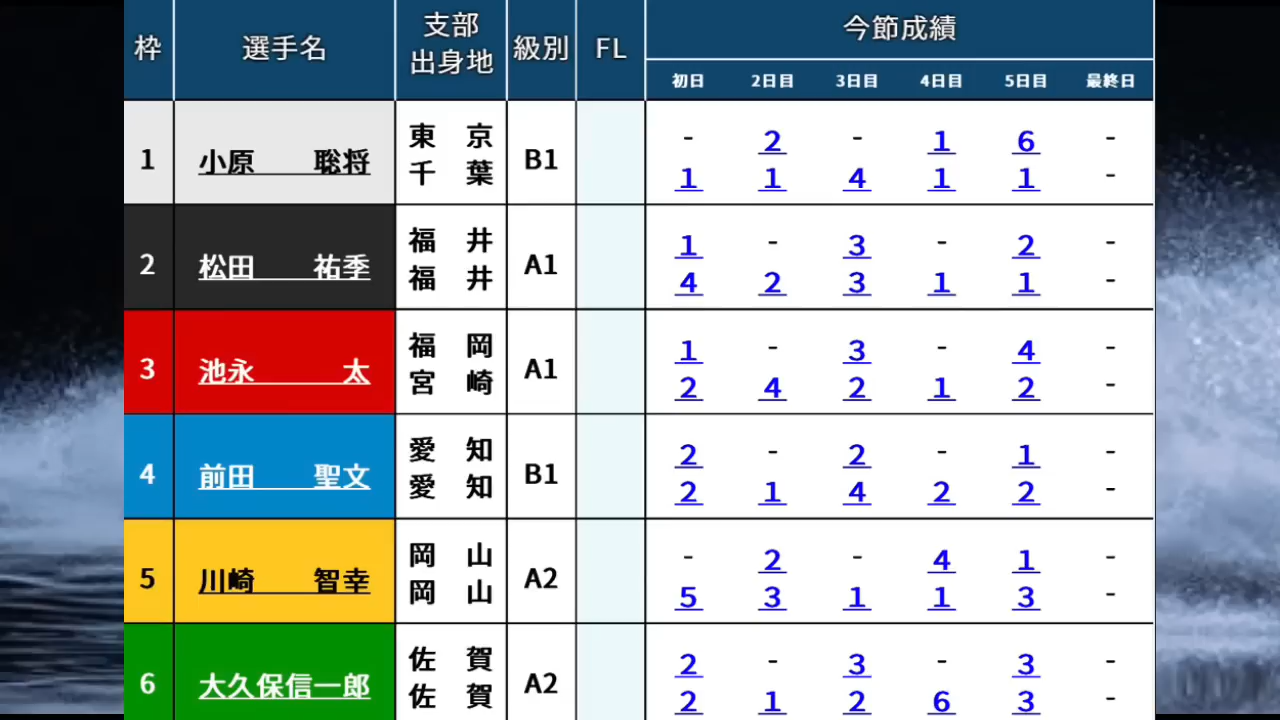 枠 選手名 支部 出身地 級別 FL 今節成績
初日 2日目 3日目 4日目 5日目 最終日
1 小原 聡将 東京 千葉 B1
- 2 - 1 6 -
1 1 4 1 1 -
2 松田 祐季 福井 福井 A1
1 - 3 - 2 -
4 2 3 1 1 -
3 池永 太 福岡 宮崎 A1
1 - 3 - 4 -
2 4 2 1 2 -
4 前田 聖文 愛知 愛知 B1
2 - 2 - 1 -
2 1 4 2 2 -
5 川崎 智幸 岡山 岡山 A2
- 2 - 4 1 -
5 3 1 1 3 -
6 大久保信一郎 佐賀 佐賀 A2
2 - 3 - 3 -
2 1 2 6 3 -